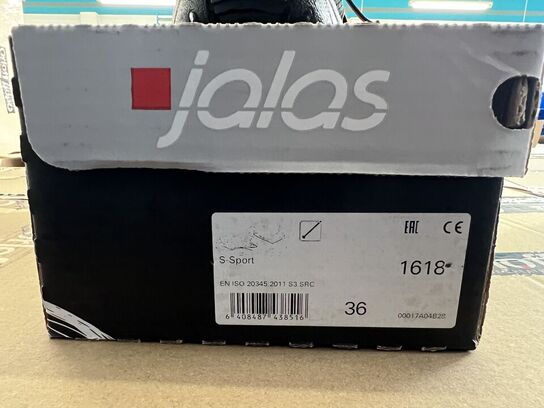 jalas
EAC CE
S-Sport
1618
EN ISO 20345:2011 S3 SRC
6 408487 438516
36
00017A04B28